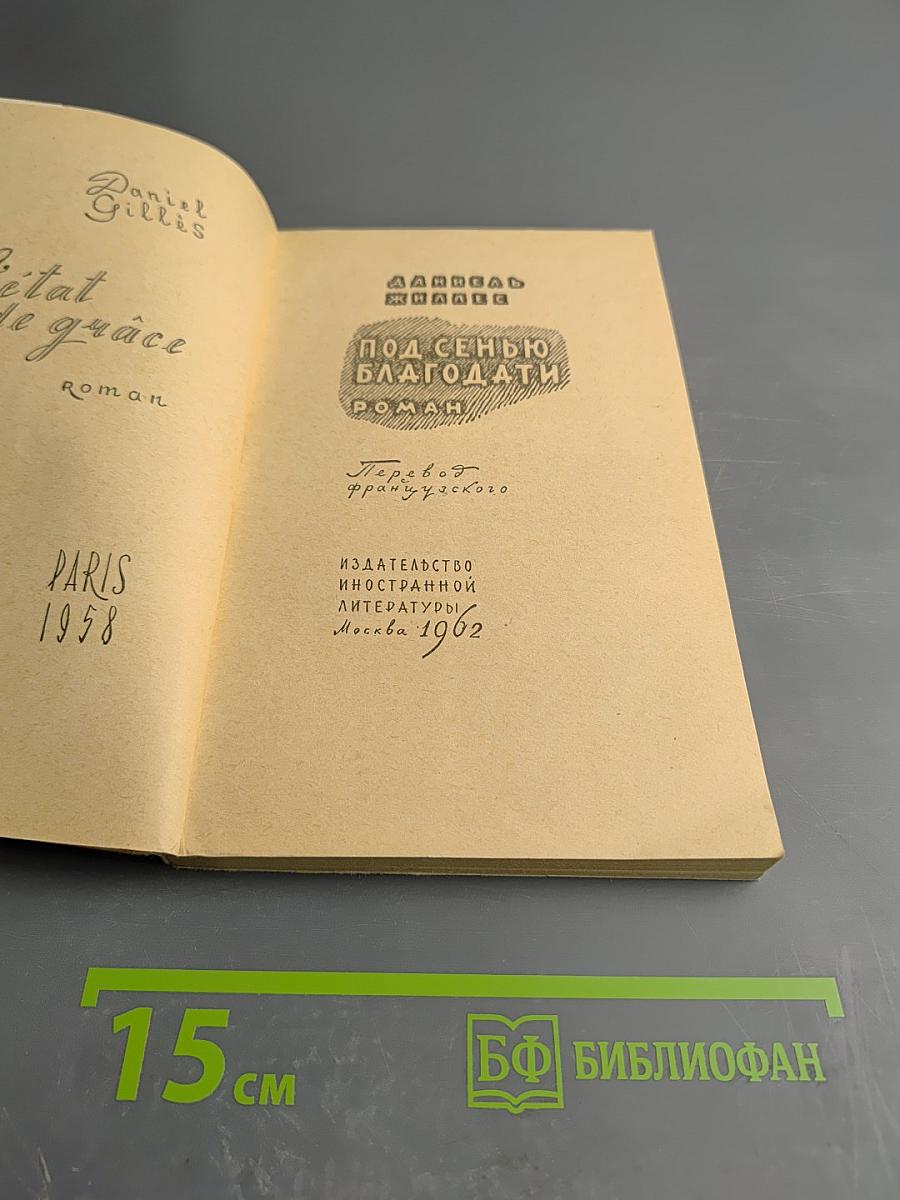 Daniel
Gillès
L'état
de grâce
Roman
PARIS
1958
ДАНИЕЛЬ
ЖИЛЛЕС
ПОД СЕНЬЮ
БЛАГОДАТИ
РОМАН
Перевод
французского
ИЗДАТЕЛЬСТВО
ИНОСТРАННОЙ
ЛИТЕРАТУРЫ
Москва 1962
15 см
БФ БИБЛИОФАН